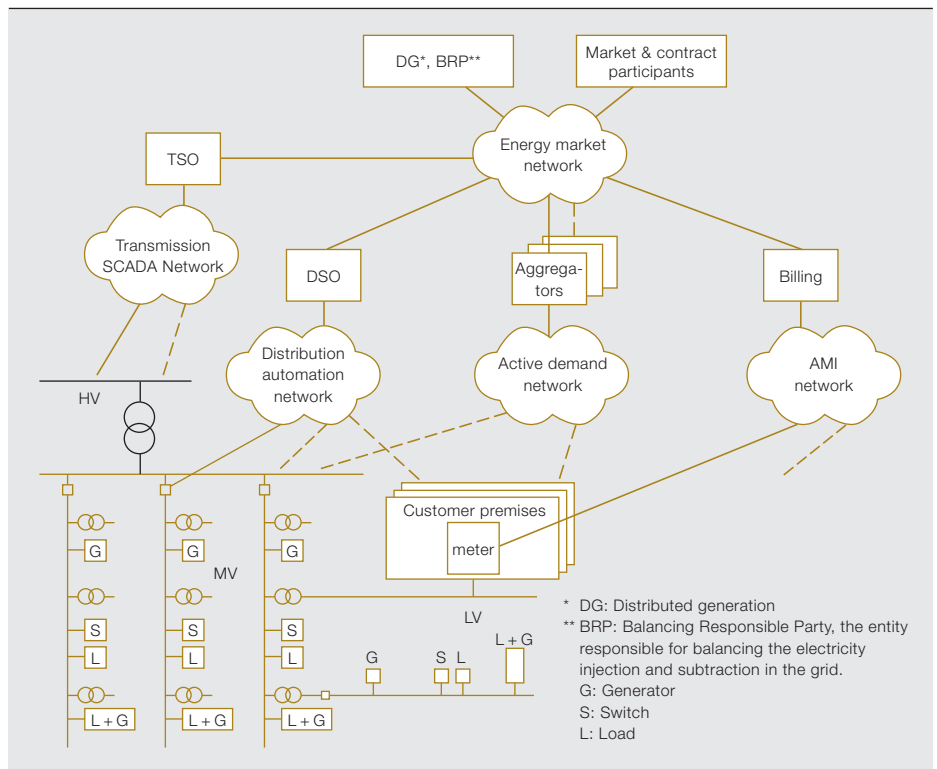 DG*, BRP**
Market & contract
participants
Energy market
network
TSO
Transmission
SCADA Network
DSO
Aggrega-
tors
Billing
Distribution
automation
network
Active demand
network
AMI
network
HV
Customer premises
meter
G
G
G
MV
LV
S
S
S
L
L
L
L + G
L + G
L + G
G
S
L
L + G
* DG: Distributed generation
** BRP: Balancing Responsible Party, the entity
responsible for balancing the electricity
injection and subtraction in the grid.
G: Generator
S: Switch
L: Load